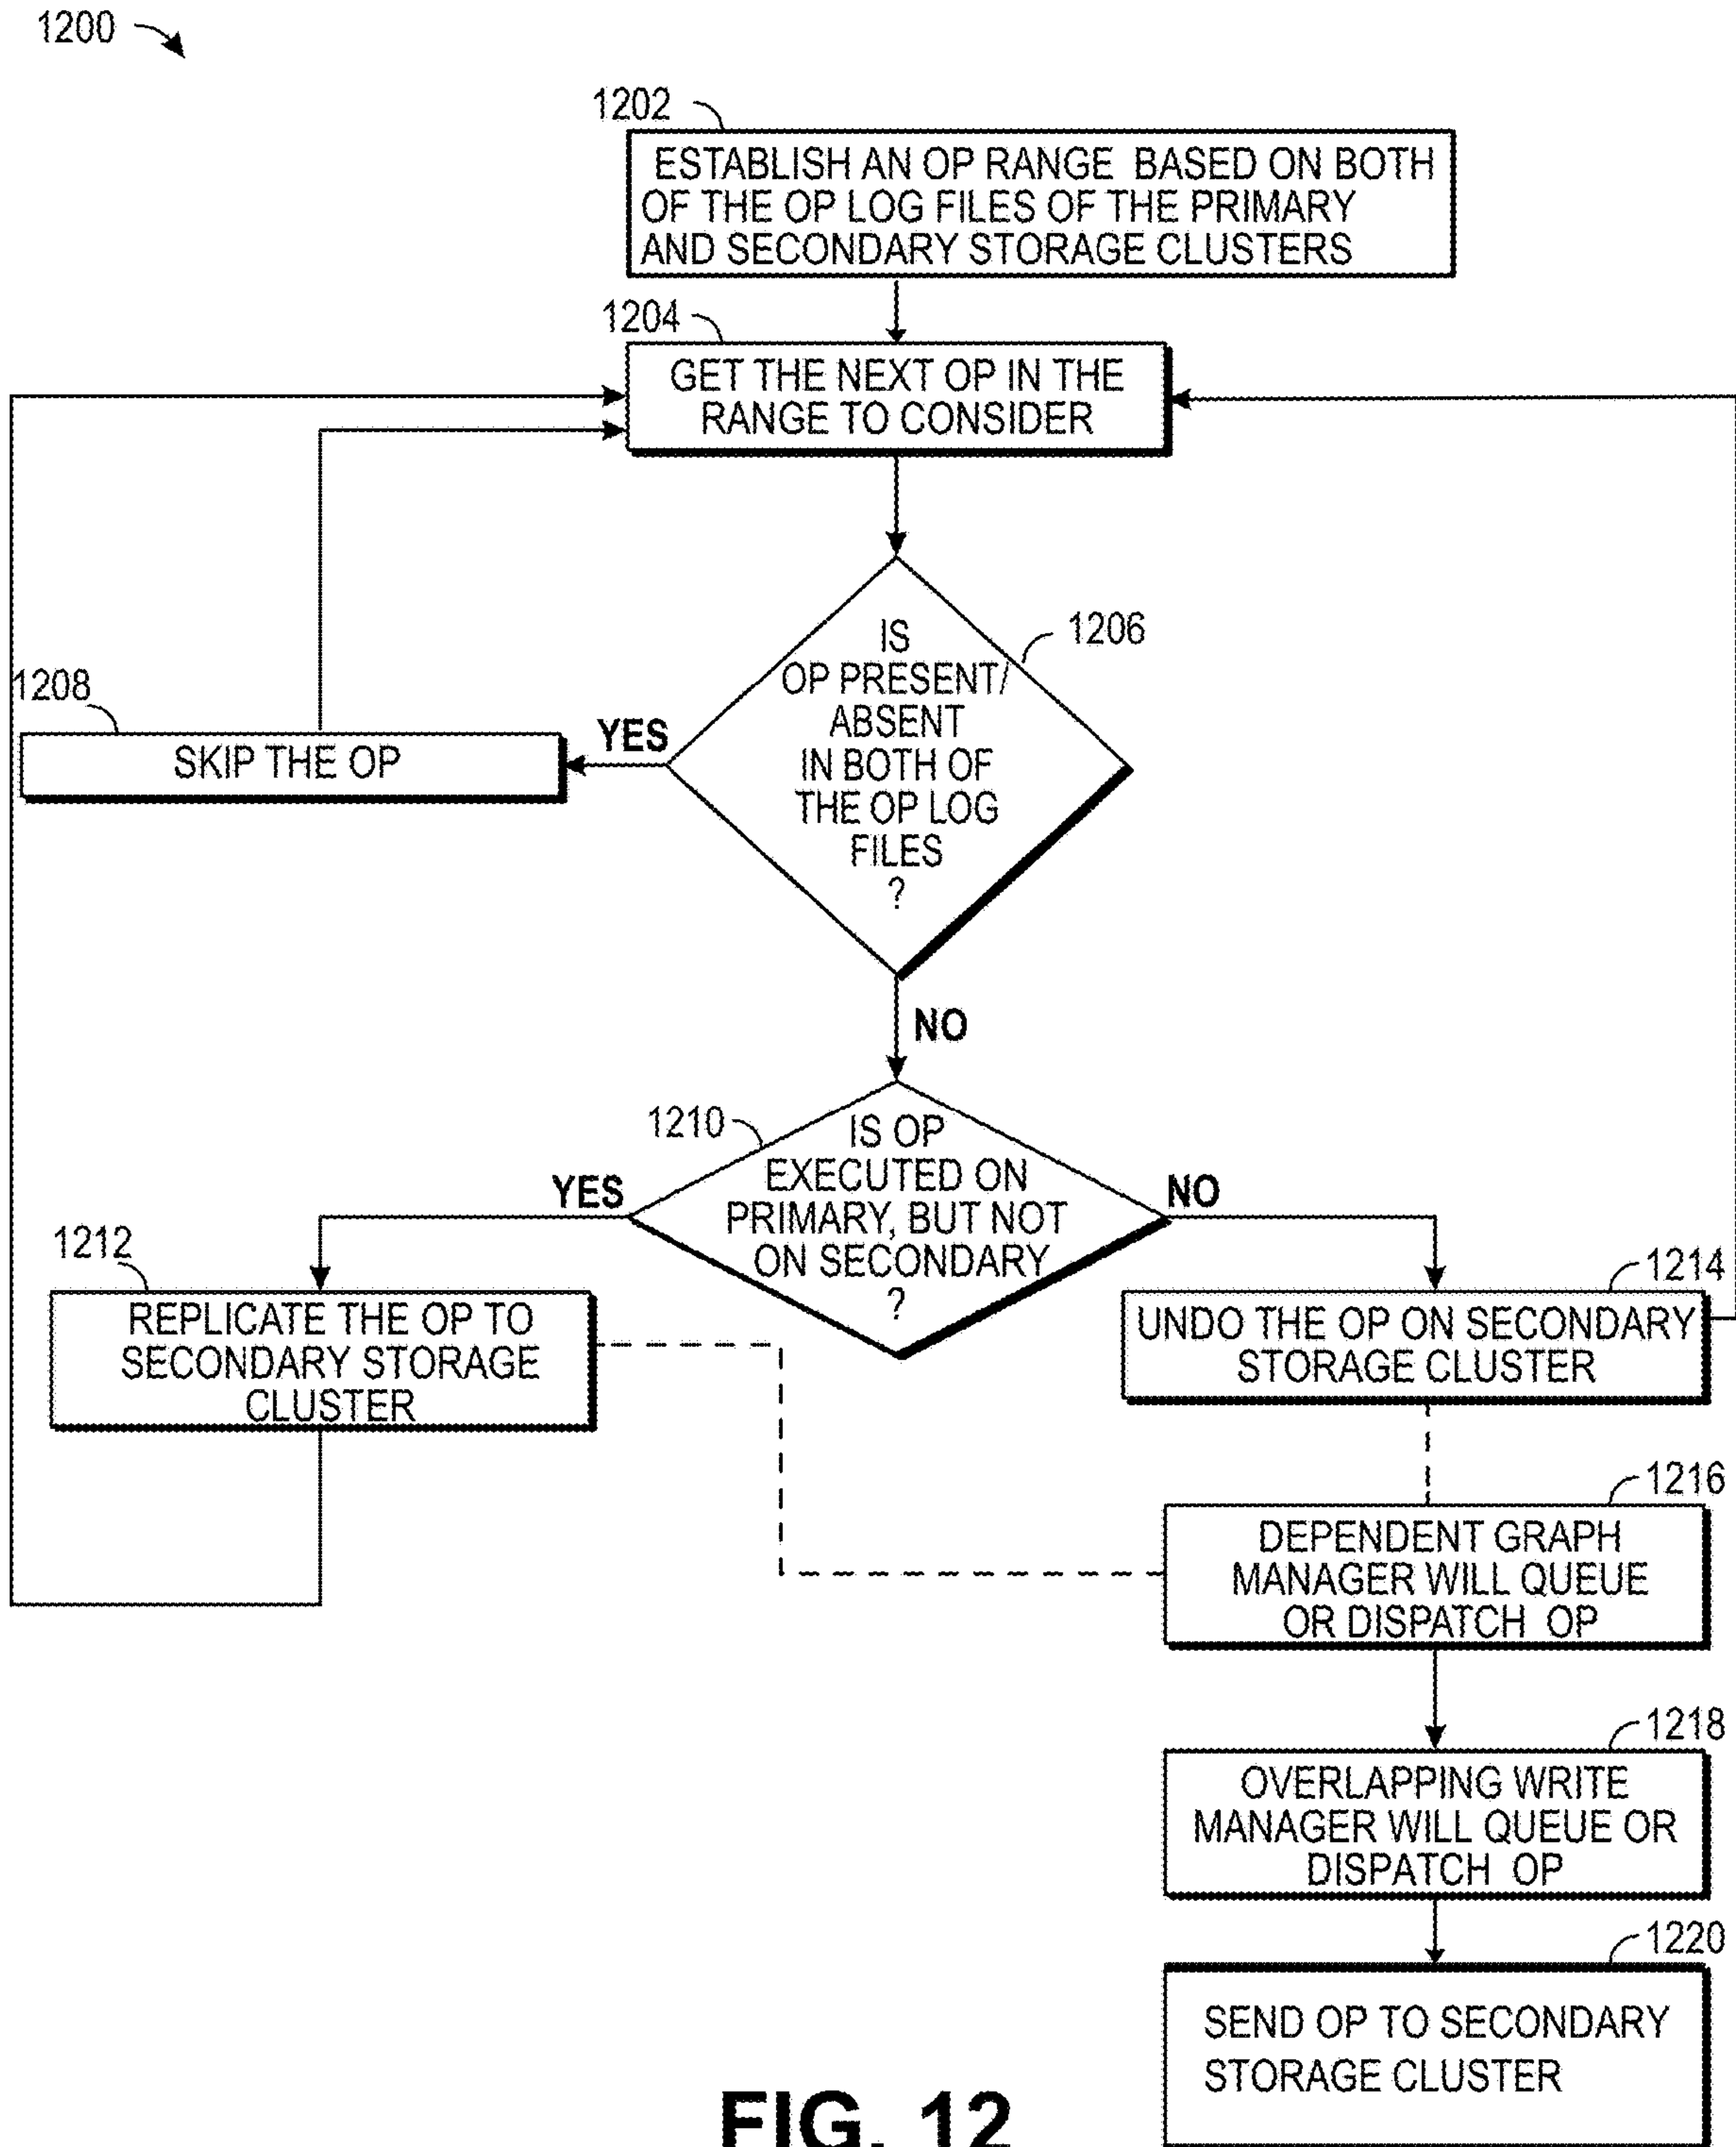 1200
1202
ESTABLISH AN OP RANGE BASED ON BOTH
OF THE OP LOG FILES OF THE PRIMARY
AND SECONDARY STORAGE CLUSTERS
1204
GET THE NEXT OP IN THE
RANGE TO CONSIDER
1206
IS
OP PRESENT/
ABSENT
IN BOTH OF
THE OP LOG
FILES
?
YES
1208
SKIP THE OP
NO
1210
IS OP
EXECUTED ON
PRIMARY, BUT NOT
ON SECONDARY
?
YES
NO
1212
REPLICATE THE OP TO
SECONDARY STORAGE
CLUSTER
1214
UNDO THE OP ON SECONDARY
STORAGE CLUSTER
1216
DEPENDENT GRAPH
MANAGER WILL QUEUE
OR DISPATCH OP
1218
OVERLAPPING WRITE
MANAGER WILL QUEUE OR
DISPATCH OP
1220
SEND OP TO SECONDARY
STORAGE CLUSTER
FIG. 12